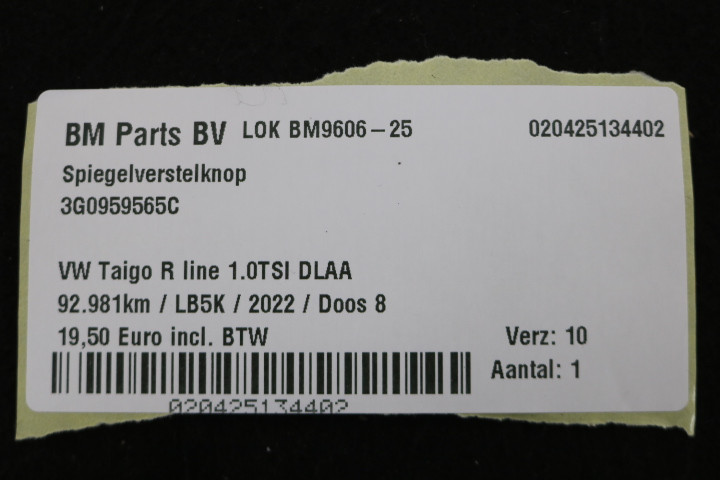 BM Parts BV LOK BM9606-25 020425134402
Spiegelverstelknop
3G0959565C
VW Taigo R line 1.0TSI DLAA
92.981km / LB5K / 2022 / Doos 8
19,50 Euro incl. BTW Verz: 10
Aantal: 1
020425134402